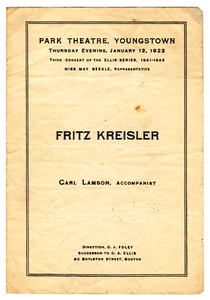 PARK THEATRE, YOUNGSTOWN
THURSDAY EVENING, JANUARY 12, 1922
THIRD CONCERT OF THE ELLIS SERIES, 1921-1922
MISS MAY BEEGLE, REPRESENTATIVE
FRITZ KREISLER
CARL LAMSON, ACCOMPANIST
DIRECTION, C. J. FOLEY
SUCCESSOR TO C. A. ELLIS
60 BOYLSTON STREET, BOSTON